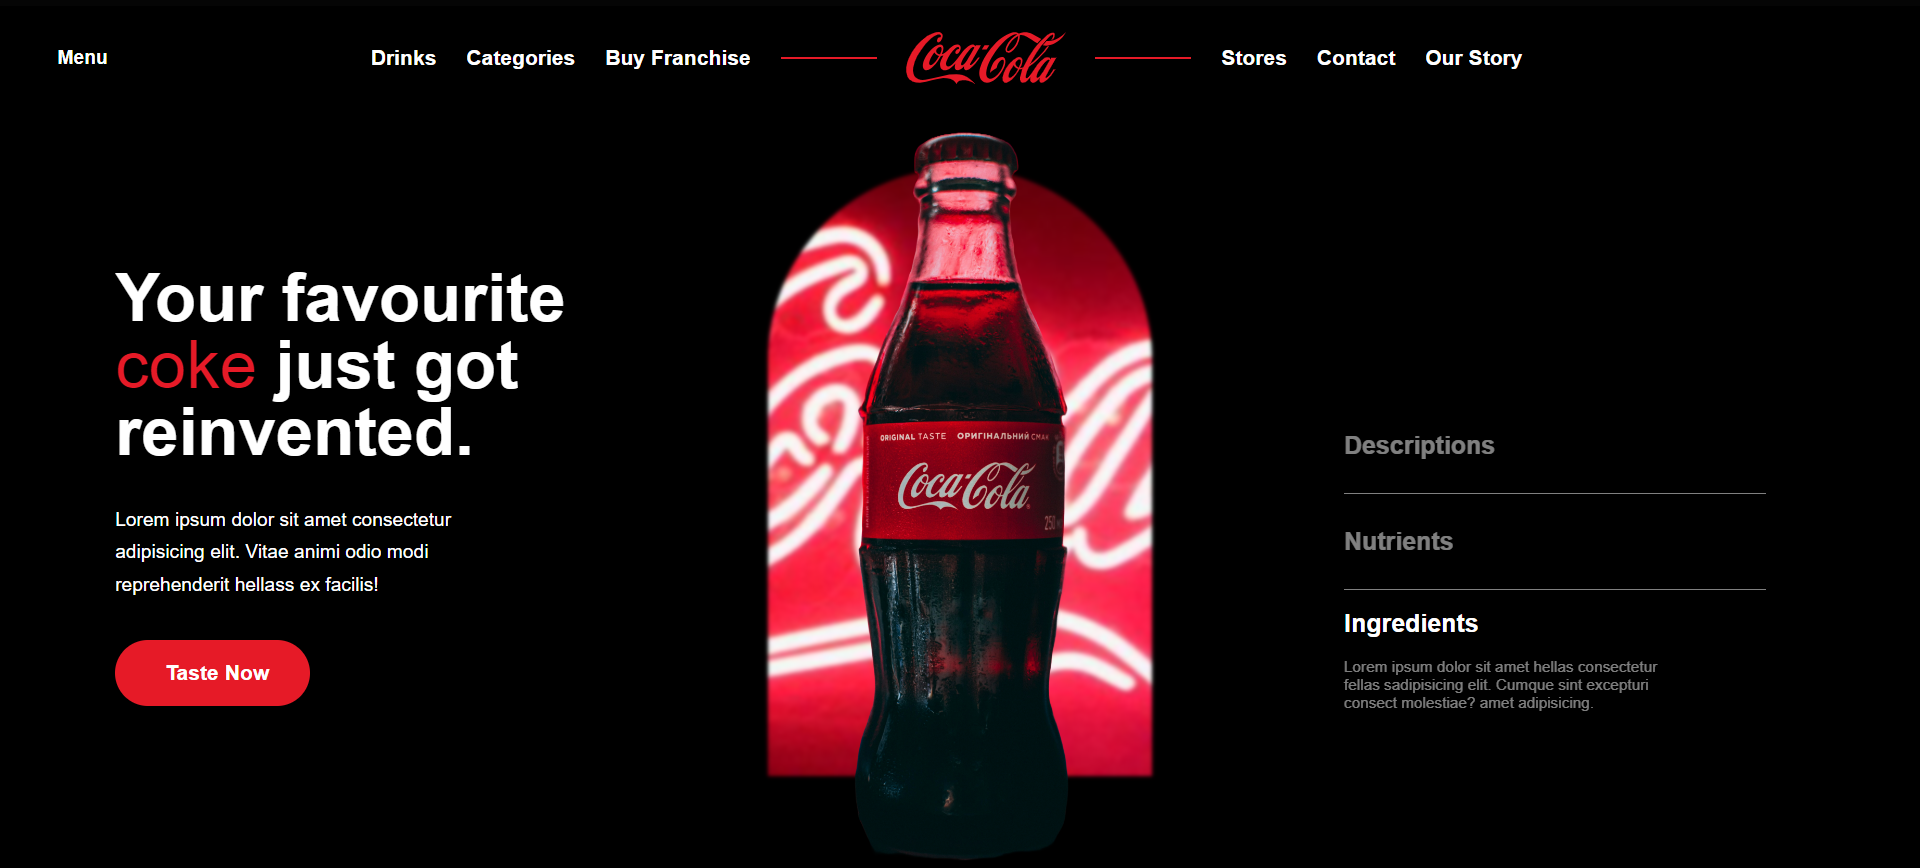 Menu
Drinks Categories Buy Franchise Coca-Cola Stores Contact Our Story
Your favourite
coke just got
reinvented.
Lorem ipsum dolor sit amet consectetur
adipisicing elit. Vitae animi odio modi
reprehenderit hellass ex facilis!
Taste Now
ORIGINAL TASTE ОРИГІНАЛЬНИЙ СМАК
Coca-Cola
250
Descriptions
Nutrients
Ingredients
Lorem ipsum dolor sit amet hellas consectetur
fellas sadipisicing elit. Cumque sint excepturi
consect molestiae? amet adipisicing.